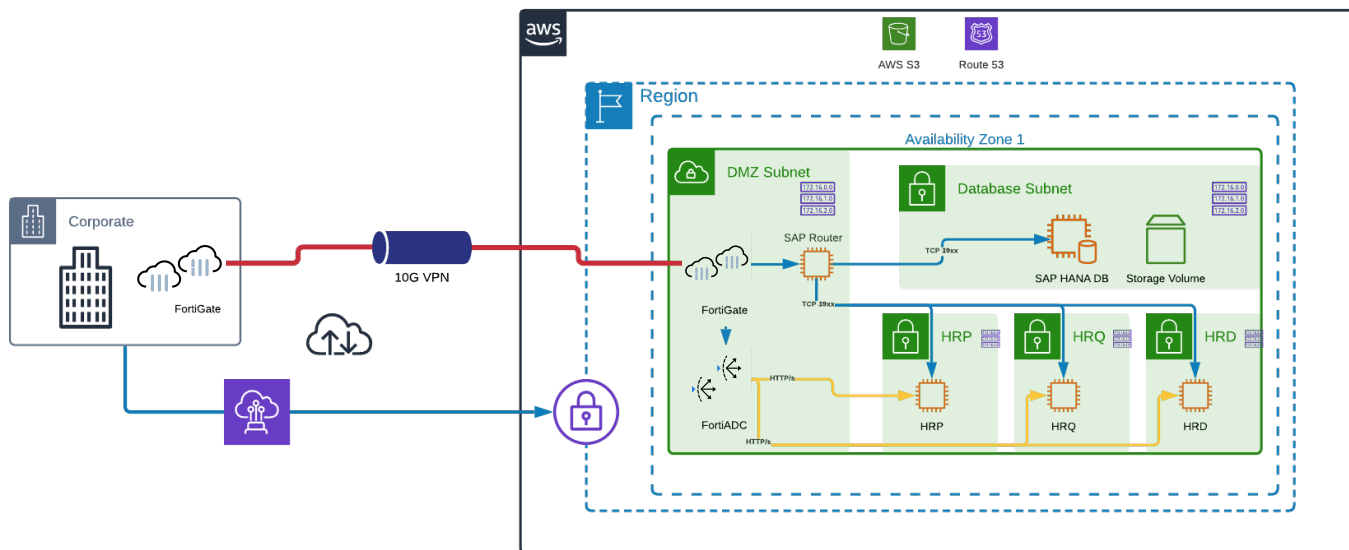 aws
AWS S3
53
Route 53
Region
Availability Zone 1
DMZ Subnet
172.16.0.0
172.16.1.0
172.16.2.0
Database Subnet
172.16.0.0
172.16.1.0
172.16.2.0
Corporate
FortiGate
10G VPN
SAP Router
TCP 39xx
SAP HANA DB
Storage Volume
FortiGate
TCP 39xx
HRP
HRQ
HRD
HTTP/s
FortiADC
HTTP/s
HRP
HRQ
HRD